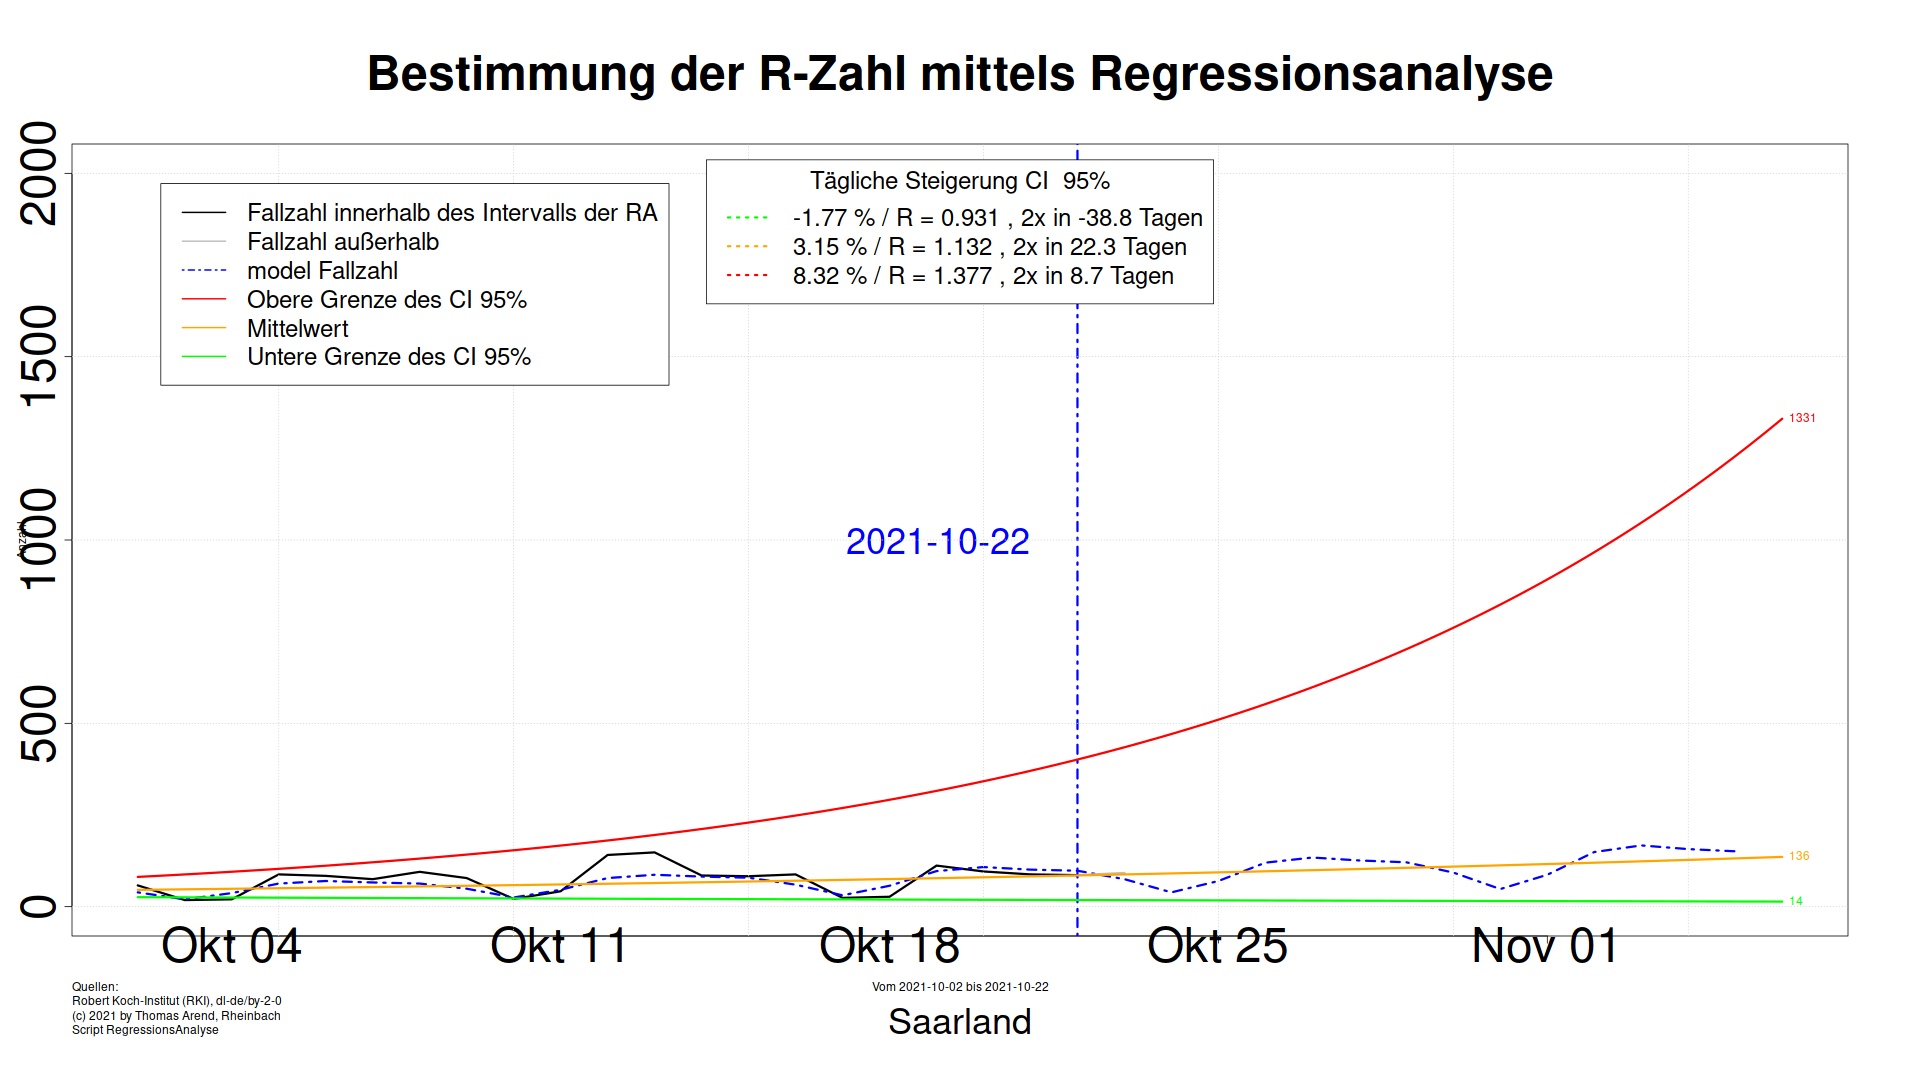 Bestimmung der R-Zahl mittels Regressionsanalyse
2000
1500
1000
500
0
Anzahl
Fallzahl innerhalb des Intervalls der RA
Fallzahl außerhalb
model Fallzahl
Obere Grenze des CI 95%
Mittelwert
Untere Grenze des CI 95%
Tägliche Steigerung CI  95%
-1.77 % / R = 0.931 , 2x in -38.8 Tagen
3.15 % / R = 1.132 , 2x in 22.3 Tagen
8.32 % / R = 1.377 , 2x in 8.7 Tagen
1331
2021-10-22
136
14
Okt 04
Okt 11
Okt 18
Okt 25
Nov 01
Quellen:
Robert Koch-Institut (RKI), dl-de/by-2-0
(c) 2021 by Thomas Arend, Rheinbach
Script RegressionsAnalyse
Vom 2021-10-02 bis 2021-10-22
Saarland